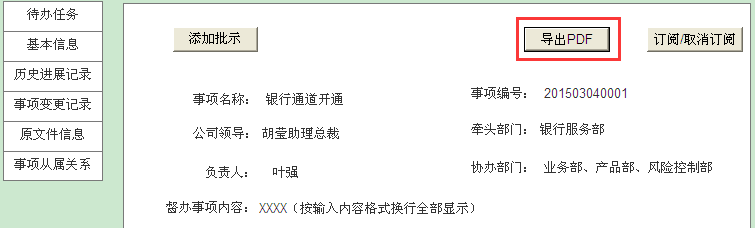 待办任务
基本信息
历史进展记录
事项变更记录
原文件信息
事项从属关系
添加批示 导出PDF 订阅/取消订阅
事项名称： 银行通道开通 事项编号： 201503040001
公司领导： 胡莹助理总裁 牵头部门： 银行服务部
负责人： 叶强 协办部门： 业务部、产品部、风险控制部
督办事项内容： XXXX（按输入内容格式换行全部显示）